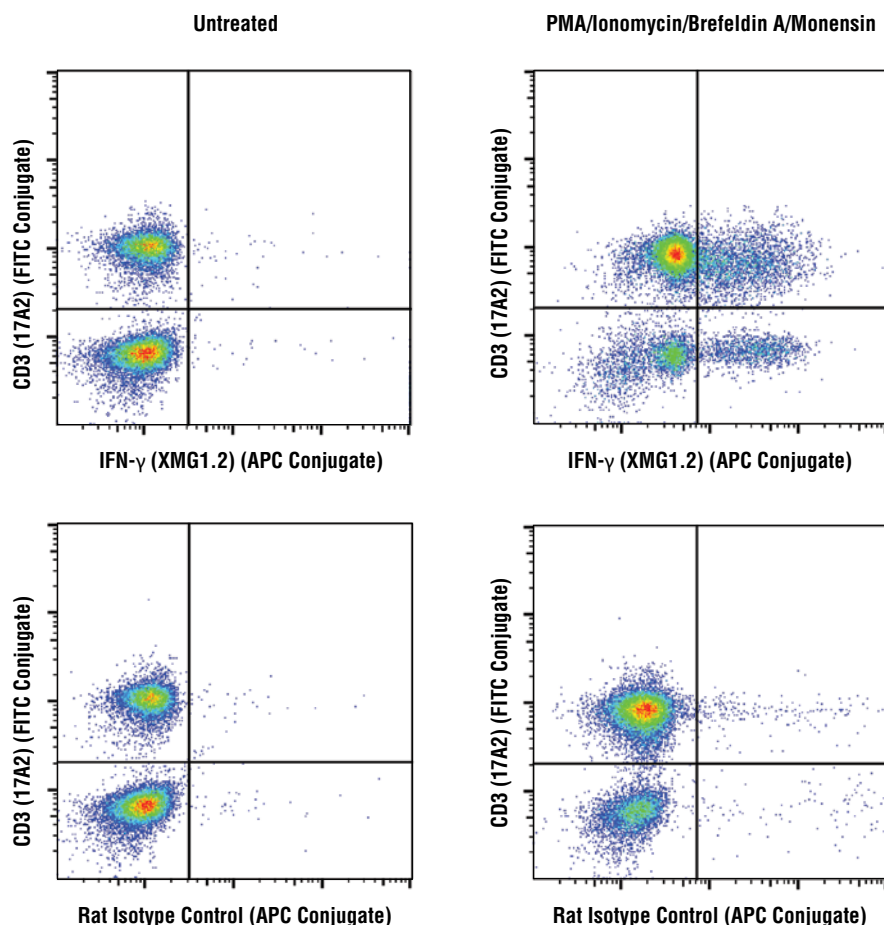 Untreated
PMA/Ionomycin/Brefeldin A/Monensin
CD3 (17A2) (FITC Conjugate)
IFN-γ (XMG1.2) (APC Conjugate)
CD3 (17A2) (FITC Conjugate)
IFN-γ (XMG1.2) (APC Conjugate)
CD3 (17A2) (FITC Conjugate)
Rat Isotype Control (APC Conjugate)
CD3 (17A2) (FITC Conjugate)
Rat Isotype Control (APC Conjugate)